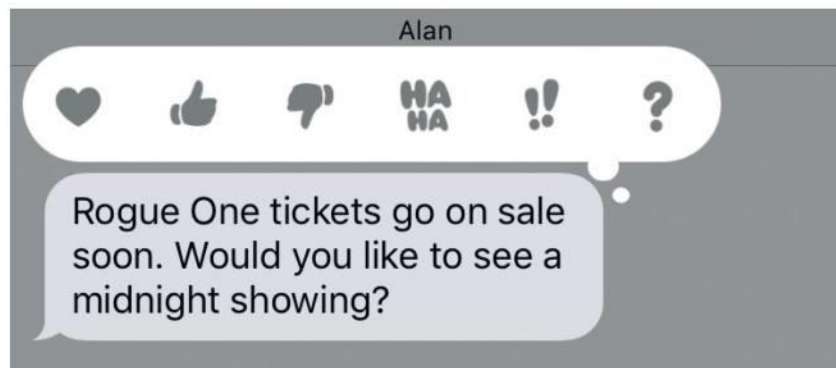 Alan
HA
HA
!!
?
Rogue One tickets go on sale
soon. Would you like to see a
midnight showing?